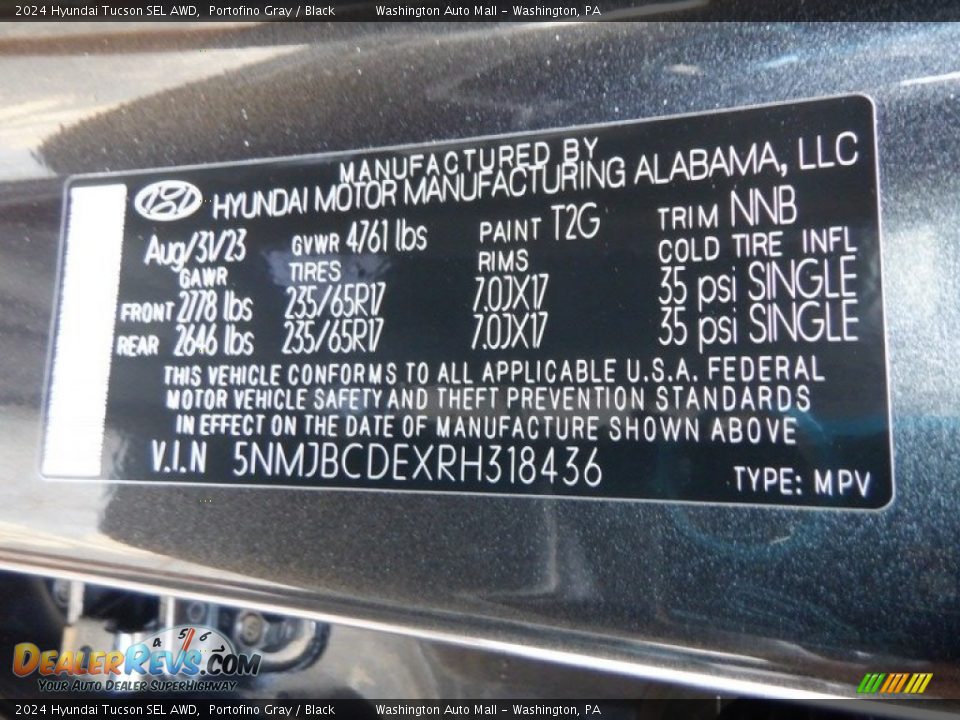 2024 Hyundai Tucson SEL AWD, Portofino Gray / Black Washington Auto Mall - Washington, PA
MANUFACTURED BY
HYUNDAI MOTOR MANUFACTURING ALABAMA, LLC
Aug/31/23 GVWR 4761 lbs PAINT T2G TRIM NNB
GAWR TIRES RIMS COLD TIRE INFL
FRONT 2778 lbs 235/65R17 7.0JX17 35 psi SINGLE
REAR 2646 lbs 235/65R17 7.0JX17 35 psi SINGLE
THIS VEHICLE CONFORMS TO ALL APPLICABLE U.S.A. FEDERAL
MOTOR VEHICLE SAFETY AND THEFT PREVENTION STANDARDS
IN EFFECT ON THE DATE OF MANUFACTURE SHOWN ABOVE
V.I.N 5NMJBCDEXRH318436 TYPE: MPV
4 5 6
DEALERREVS.COM
YOUR AUTO DEALER SUPERHIGHWAY
2024 Hyundai Tucson SEL AWD, Portofino Gray / Black Washington Auto Mall - Washington, PA